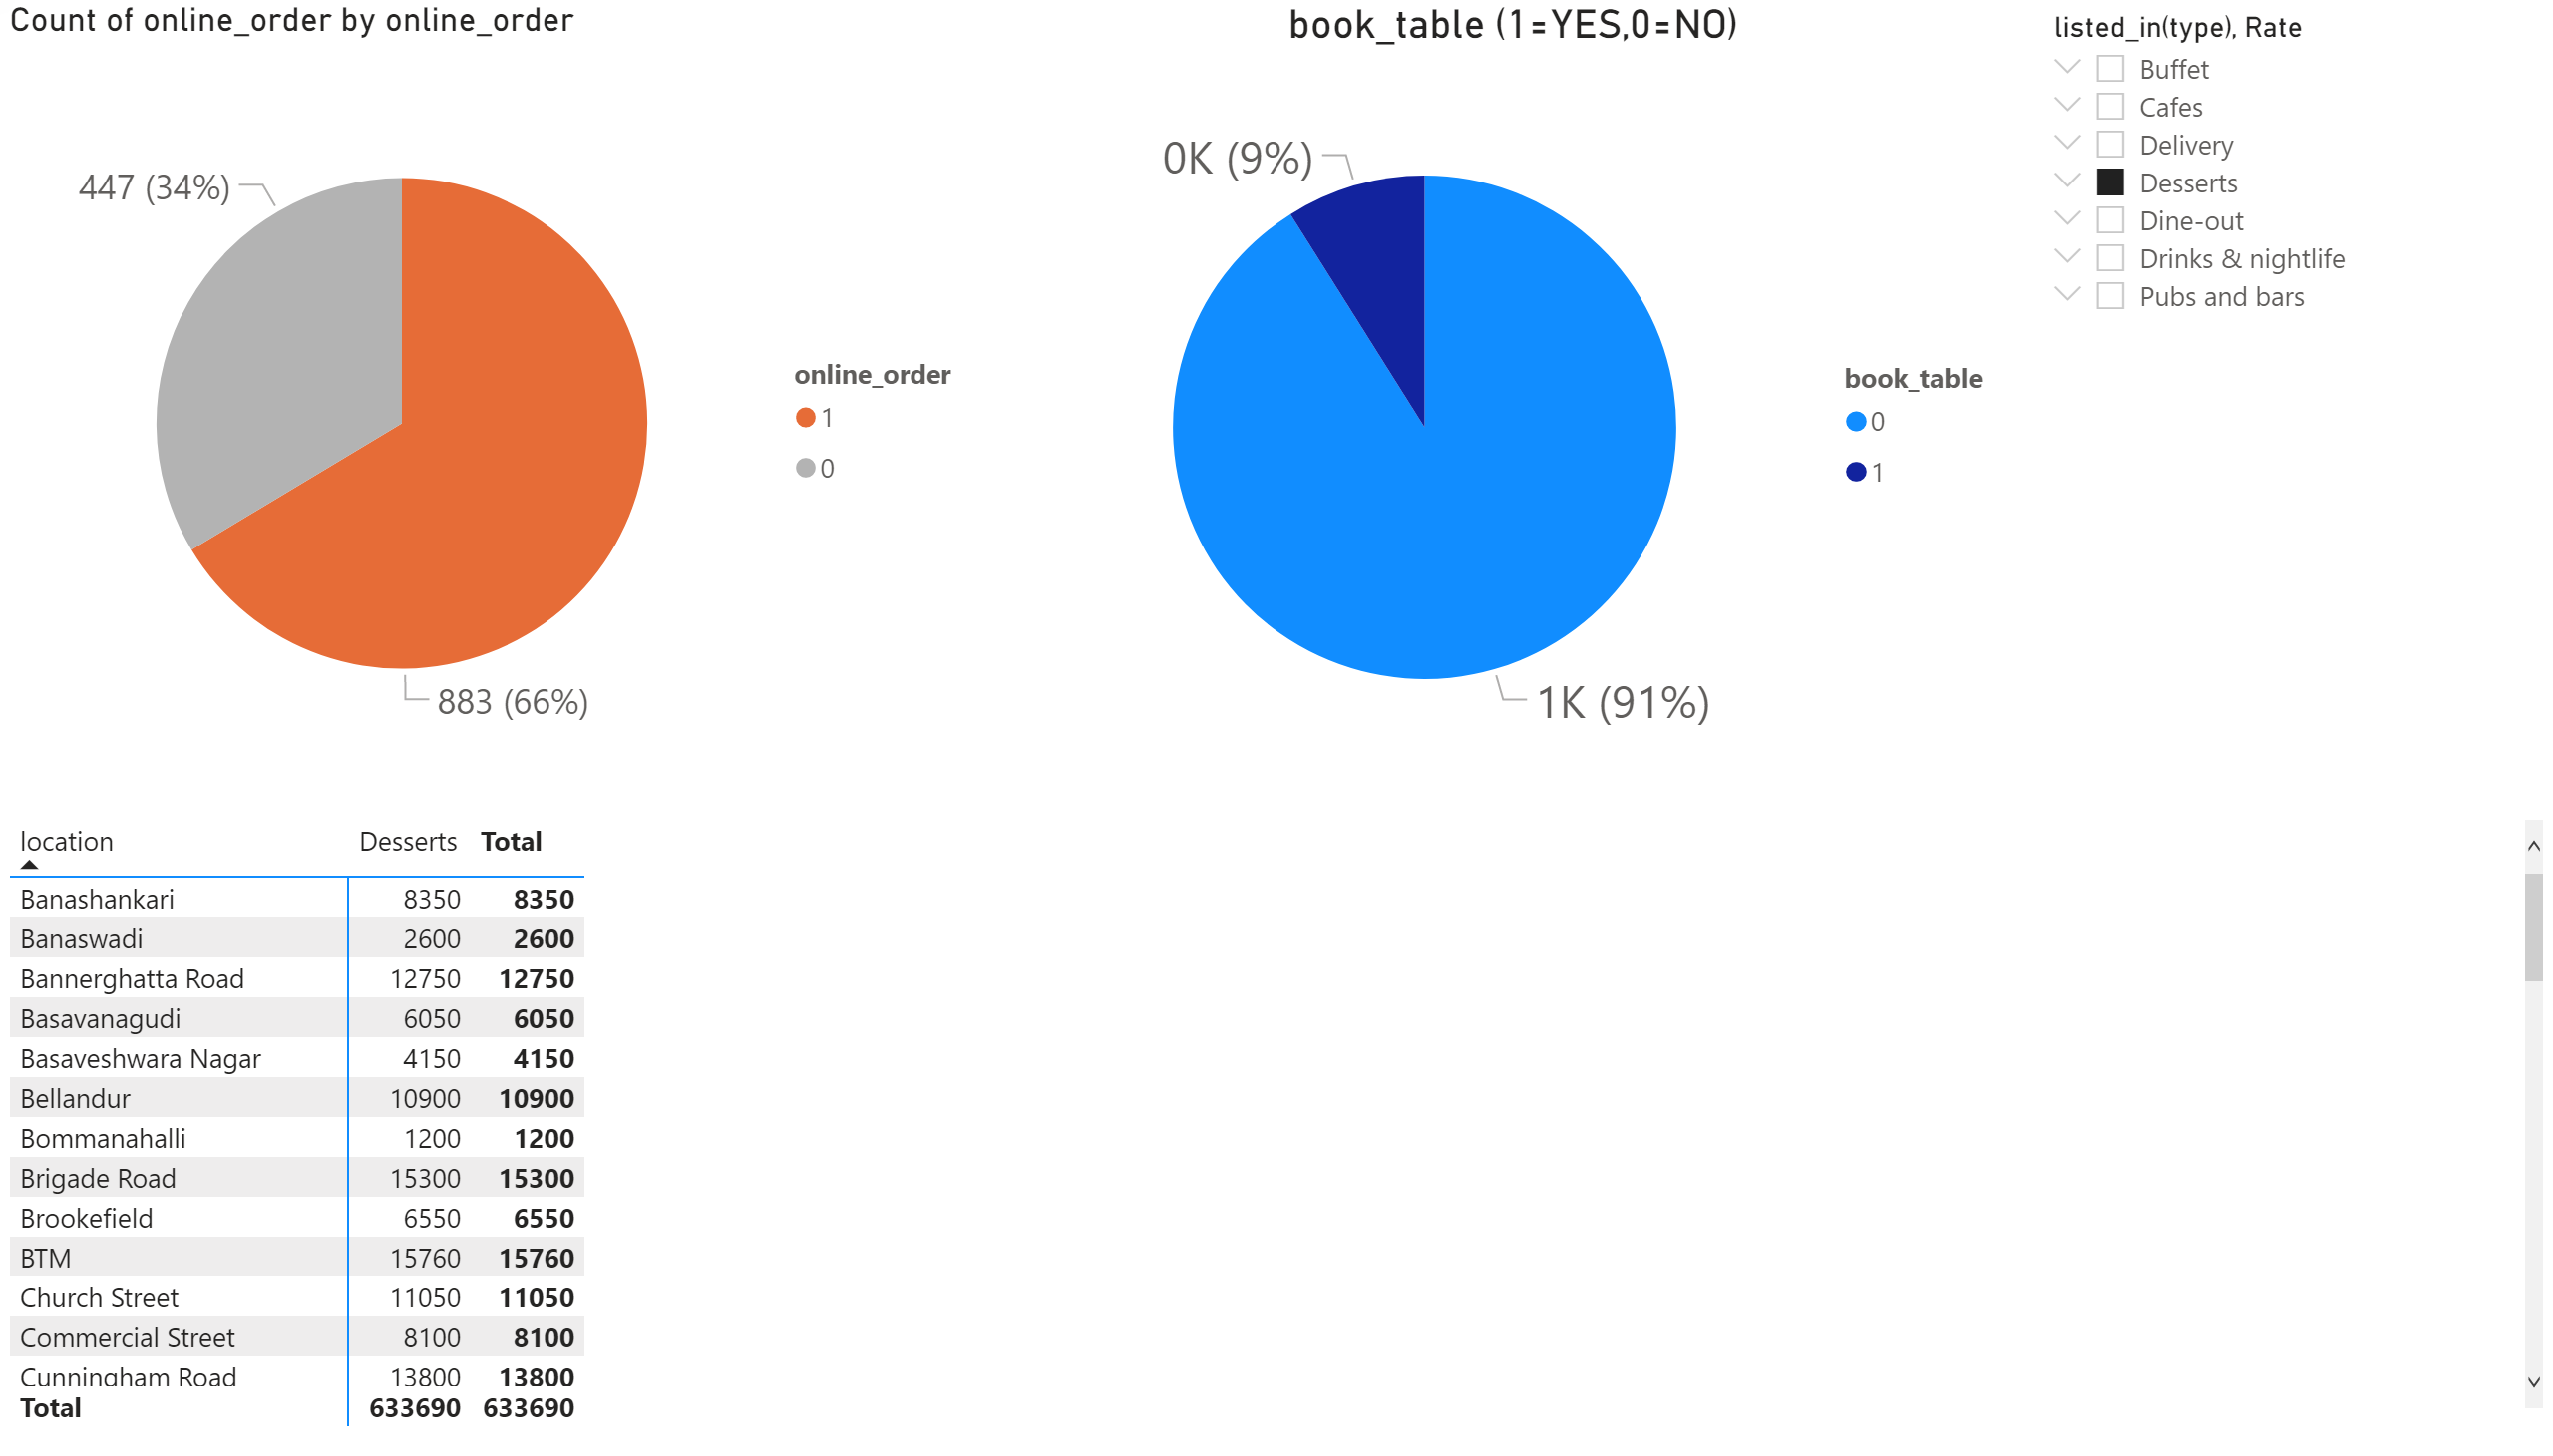 Count of online_order by online_order
447 (34%)
883 (66%)
online_order
1
0
book_table (1=YES,0=NO)
0K (9%)
1K (91%)
book_table
0
1
listed_in(type), Rate
Buffet
Cafes
Delivery
Desserts
Dine-out
Drinks & nightlife
Pubs and bars
location Desserts Total
Banashankari 8350 8350
Banaswadi 2600 2600
Bannerghatta Road 12750 12750
Basavanagudi 6050 6050
Basaveshwara Nagar 4150 4150
Bellandur 10900 10900
Bommanahalli 1200 1200
Brigade Road 15300 15300
Brookefield 6550 6550
BTM 15760 15760
Church Street 11050 11050
Commercial Street 8100 8100
Cunningham Road 13800 13800
Total 633690 633690